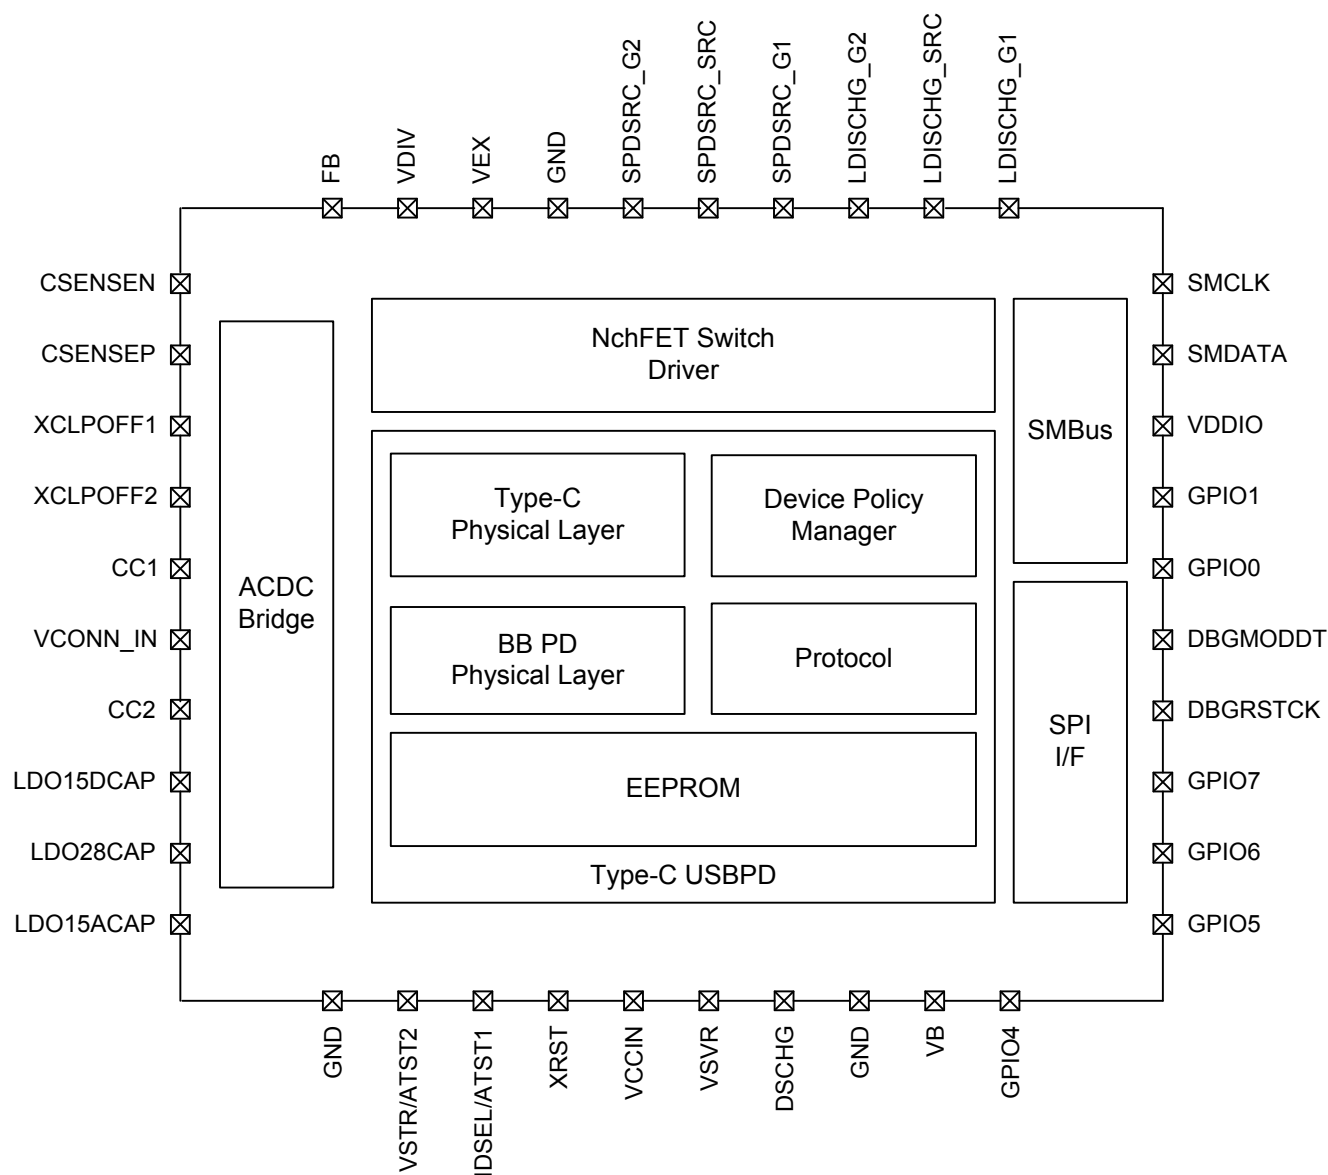 FB
VDIV
VEX
GND
SPDSRC_G2
SPDSRC_SRC
SPDSRC_G1
LDISCHG_G2
LDISCHG_SRC
LDISCHG_G1
CSENSEN
CSENSEP
XCLPOFF1
XCLPOFF2
CC1
VCONN_IN
CC2
LDO15DCAP
LDO28CAP
LDO15ACAP
ACDC
Bridge
NchFET Switch
Driver
Type-C
Physical Layer
Device Policy
Manager
BB PD
Physical Layer
Protocol
EEPROM
Type-C USBPD
SMBus
SPI
I/F
SMCLK
SMDATA
VDDIO
GPIO1
GPIO0
DBGMODDT
DBGRSTCK
GPIO7
GPIO6
GPIO5
GND
VSTR/ATST2
IDSEL/ATST1
XRST
VCCIN
VSVR
DSCHG
GND
VB
GPIO4